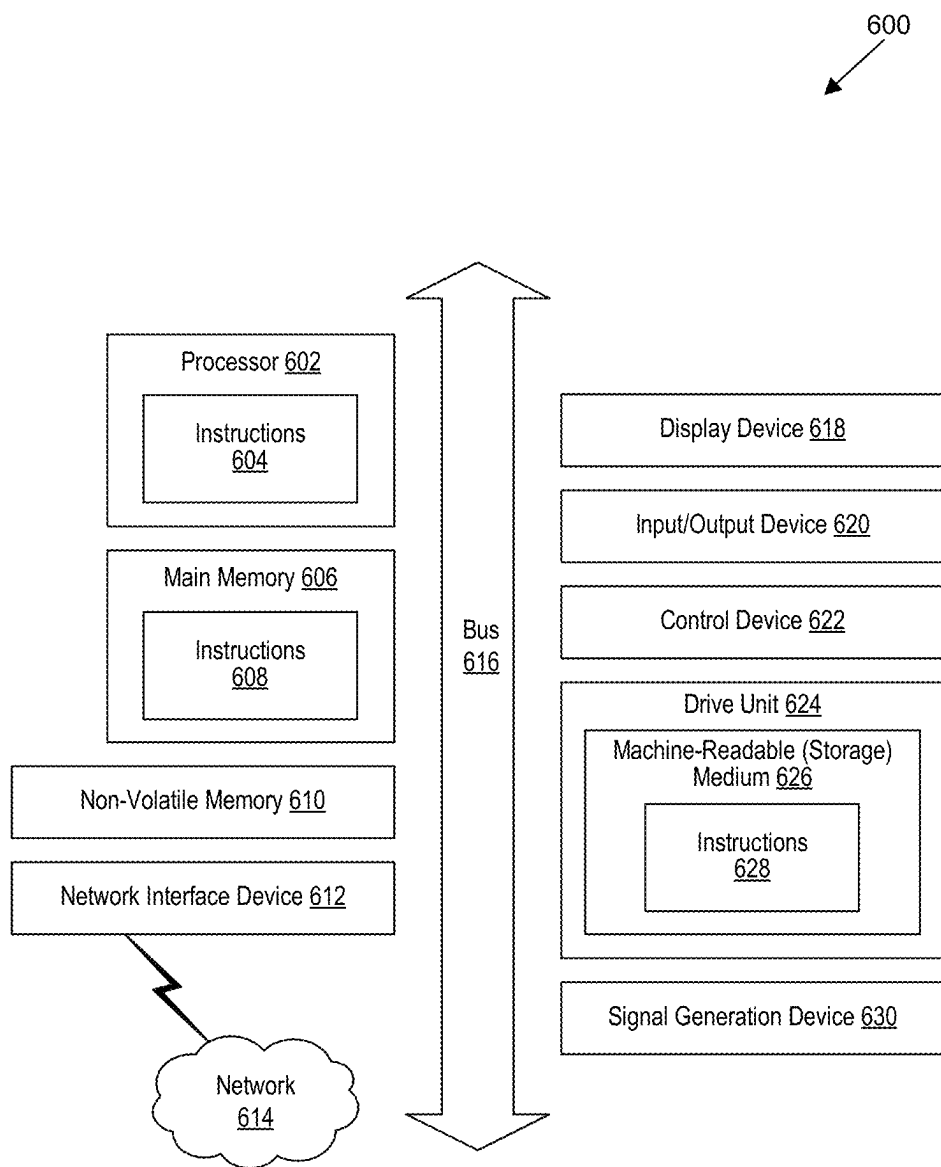 600
Processor 602
Instructions
604
Main Memory 606
Instructions
608
Non-Volatile Memory 610
Network Interface Device 612
Network
614
Bus
616
Display Device 618
Input/Output Device 620
Control Device 622
Drive Unit 624
Machine-Readable (Storage)
Medium 626
Instructions
628
Signal Generation Device 630